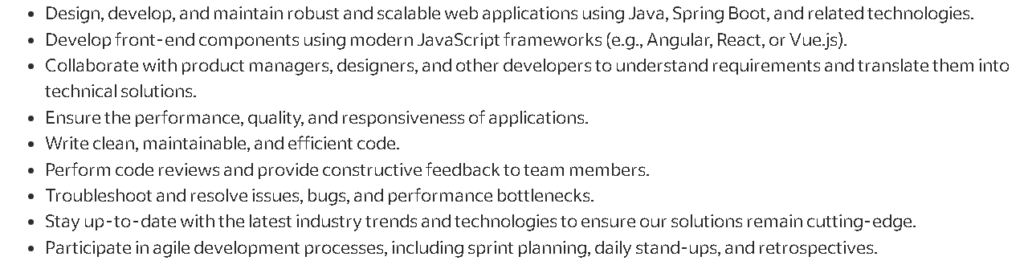 • Design, develop, and maintain robust and scalable web applications using Java, Spring Boot, and related technologies.
• Develop front-end components using modern JavaScript frameworks (e.g., Angular, React, or Vue.js).
• Collaborate with product managers, designers, and other developers to understand requirements and translate them into
technical solutions.
• Ensure the performance, quality, and responsiveness of applications.
• Write clean, maintainable, and efficient code.
• Perform code reviews and provide constructive feedback to team members.
• Troubleshoot and resolve issues, bugs, and performance bottlenecks.
• Stay up-to-date with the latest industry trends and technologies to ensure our solutions remain cutting-edge.
• Participate in agile development processes, including sprint planning, daily stand-ups, and retrospectives.